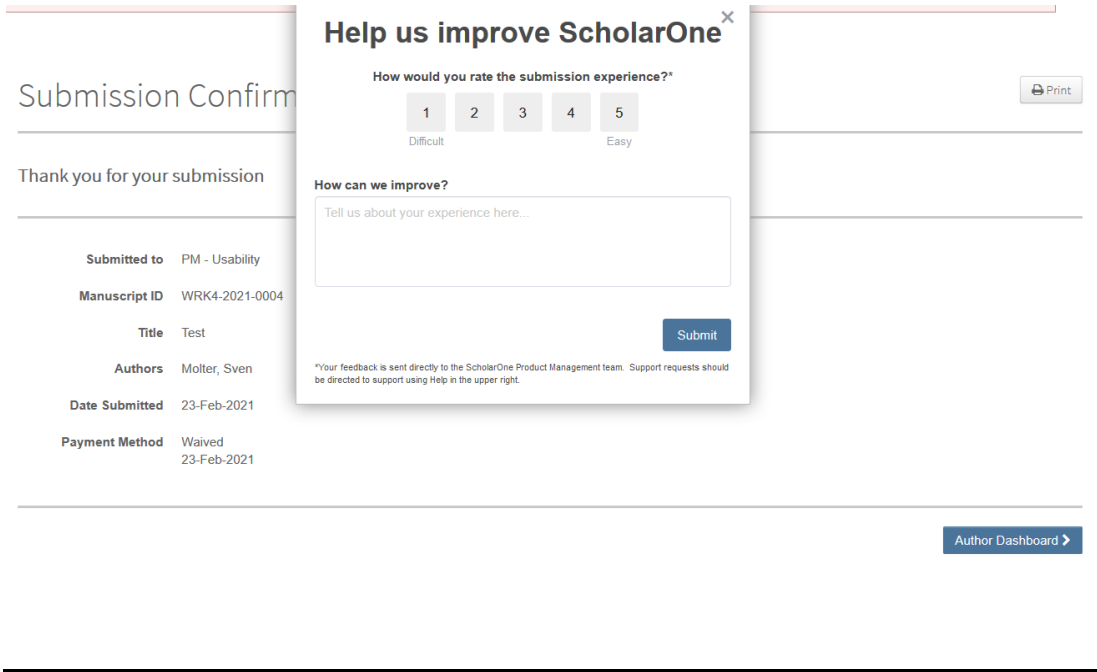 Help us improve ScholarOne
×
How would you rate the submission experience?*
1 2 3 4 5
Difficult Easy
How can we improve?
Tell us about your experience here...
Submit
*Your feedback is sent directly to the ScholarOne Product Management team. Support requests should
be directed to support using Help in the upper right.
Submission Confirm
Print
Thank you for your submission
Submitted to PM - Usability
Manuscript ID WRK4-2021-0004
Title Test
Authors Molter, Sven
Date Submitted 23-Feb-2021
Payment Method Waived
23-Feb-2021
Author Dashboard